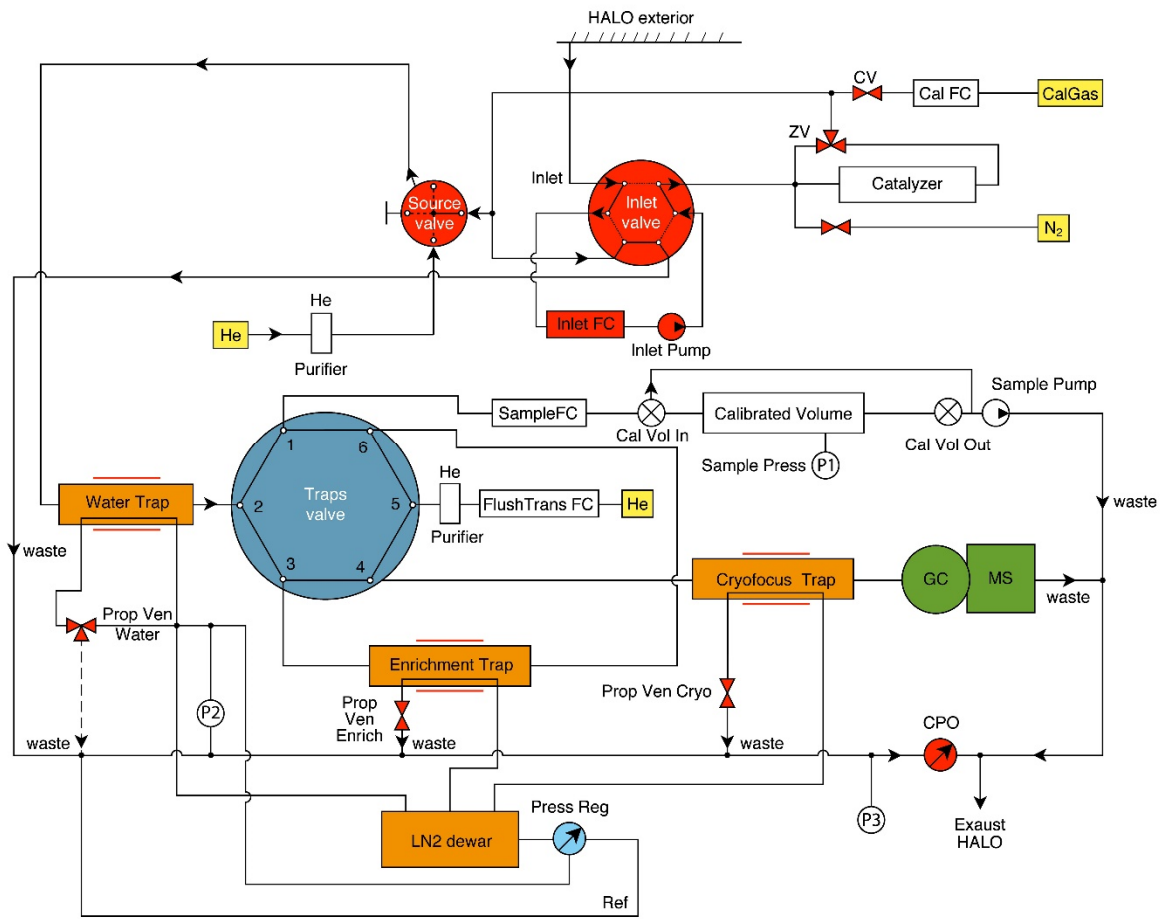 HALO exterior
CV
Cal FC
CalGas
ZV
Inlet
Catalyzer
Source
valve
Inlet
valve
N2
He
He
Purifier
Inlet FC
Inlet Pump
SampleFC
Cal Vol In
Calibrated Volume
Sample Pump
Cal Vol Out
Sample Press
P1
1
6
2
5
3
4
Traps
valve
He
Purifier
FlushTrans FC
He
Water Trap
waste
waste
Cryofocus Trap
GC
MS
waste
Prop Ven
Water
P2
Enrichment Trap
Prop
Ven
Enrich
Prop Ven Cryo
waste
waste
waste
CPO
P3
Exaust
HALO
LN2 dewar
Press Reg
Ref